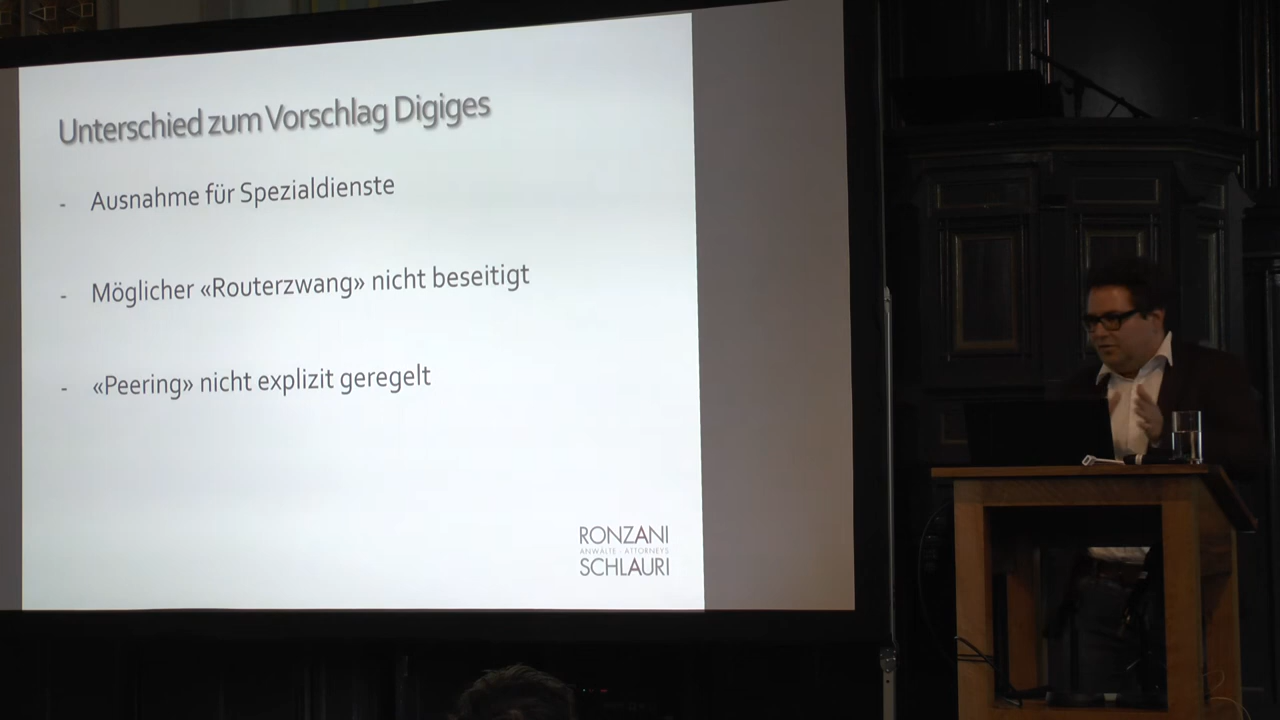 Unterschied zum Vorschlag Digiges
- Ausnahme für Spezialdienste
- Möglicher «Routerzwang» nicht beseitigt
- «Peering» nicht explizit geregelt
RONZANI
ANWÄLTE · ATTORNEYS
SCHLAURI